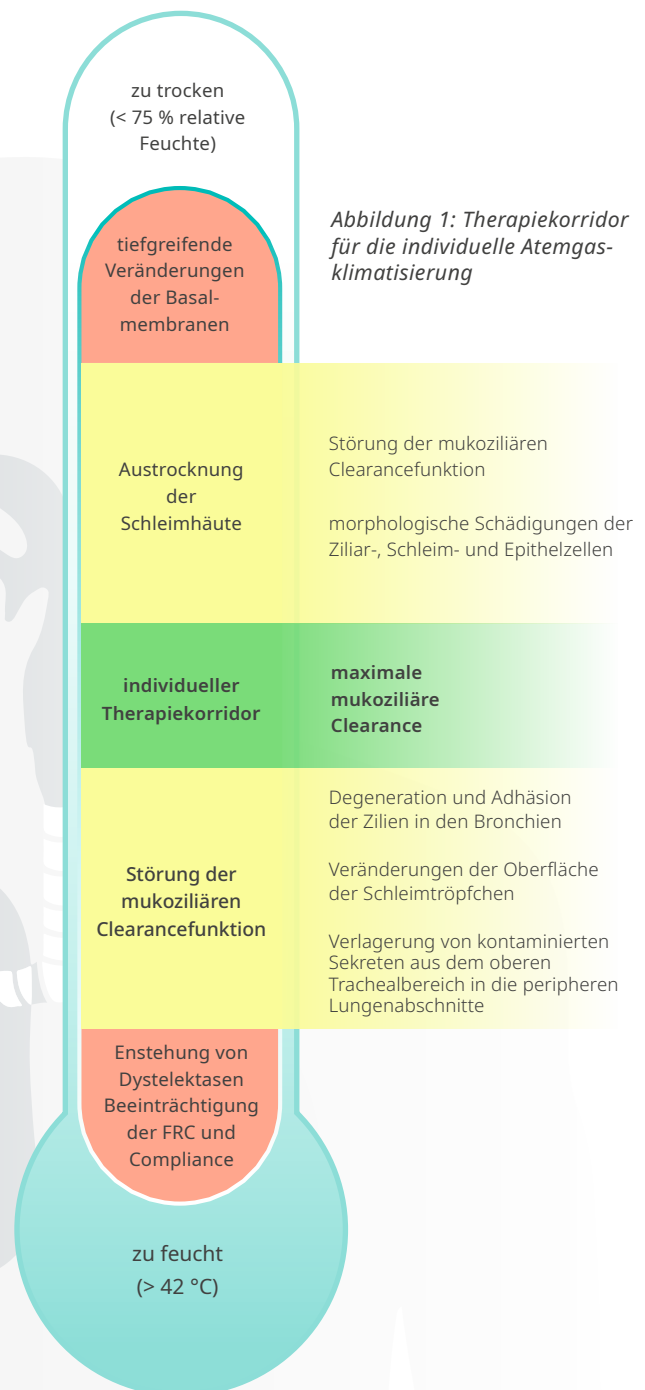 zu trocken
(< 75 % relative
Feuchte)
Abbildung 1: Therapiekorridor
für die individuelle Atemgas-
klimatisierung
tiefgreifende
Veränderungen
der Basal-
membranen
Austrocknung
der
Schleimhäute
Störung der mukoziliären
Clearancefunktion
morphologische Schädigungen der
Ziliar-, Schleim- und Epithelzellen
individueller
Therapiekorridor
maximale
mukoziliäre
Clearance
Störung der
mukoziliären
Clearancefunktion
Degeneration und Adhäsion
der Zilien in den Bronchien
Veränderungen der Oberfläche
der Schleimtröpfchen
Verlagerung von kontaminierten
Sekreten aus dem oberen
Trachealbereich in die peripheren
Lungenabschnitte
Enstehung von
Dystelektasen
Beeinträchtigung
der FRC und
Compliance
zu feucht
(> 42 °C)